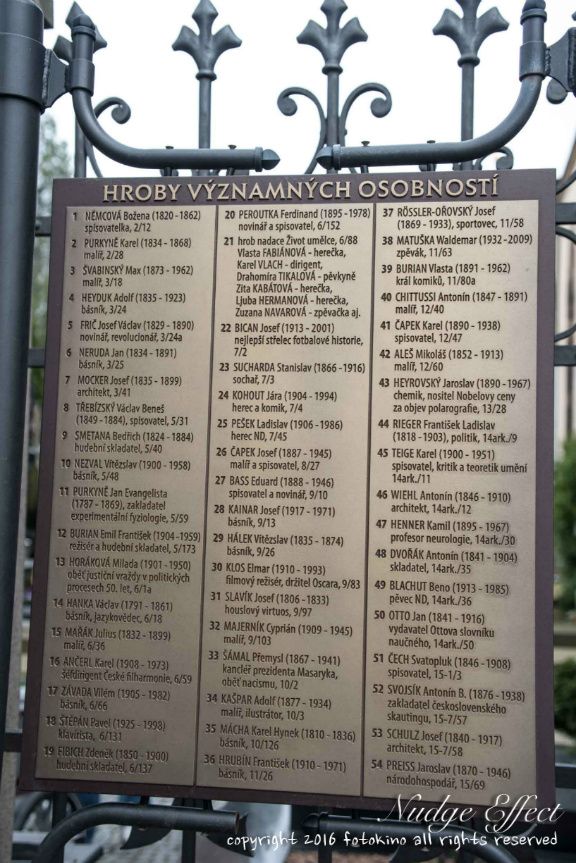 HROBY VÝZNAMNÝCH OSOBNOSTÍ
1 NĚMCOVÁ Božena (1820 - 1862)
spisovatelka, 2/12
2 PURKYNĚ Karel (1834 - 1868)
malíř, 2/28
3 ŠVABINSKÝ Max (1873 - 1962)
malíř, 3/18
4 HEYDUK Adolf (1835 - 1923)
básník, 3/24
5 FRIČ Josef Václav (1829 - 1890)
novinář, revolucionář, 3/24a
6 NERUDA Jan (1834 - 1891)
básník, 3/25
7 MOCKER Josef (1835 - 1899)
architekt, 3/41
8 TŘEBÍZSKÝ Václav Beneš
(1849 - 1884), spisovatel, 5/31
9 SMETANA Bedřich (1824 - 1884)
hudební skladatel, 5/40
10 NEZVAL Vítězslav (1900 - 1958)
básník, 5/48
11 PURKYNĚ Jan Evangelista
(1787 - 1869), zakladatel
experimentální fyziologie, 5/59
12 BURIAN Emil František (1904 -1959)
režisér a hudební skladatel, 5/173
13 HORÁKOVÁ Milada (1901 - 1950)
oběť justiční vraždy v politických
procesech 50. let, 6/1a
14 HANKA Václav (1791 - 1861)
básník, jazykovědec, 6/18
15 MAŘÁK Julius (1832 - 1899)
malíř, 6/36
16 ANČERL Karel (1908 - 1973)
šéfdirigent České filharmonie, 6/59
17 ZÁVADA Vilém (1905 - 1982)
básník, 6/66
18 ŠTĚPÁN Pavel (1925 - 1998)
klavírista, 6/131
19 FIBICH Zdeněk (1850 - 1900)
hudební skladatel, 6/137
20 PEROUTKA Ferdinand (1895 -1978)
novinář a spisovatel, 6/152
21 hrob nadace Život umělce, 6/88
Vlasta FABIÁNOVÁ - herečka,
Karel VLACH - dirigent,
Drahomíra TIKALOVÁ - pěvkyně
Zita KABÁTOVÁ - herečka,
Ljuba HERMANOVÁ - herečka,
Zuzana NAVAROVÁ - zpěvačka aj.
22 BICAN Josef (1913 - 2001)
nejlepší střelec fotbalové historie,
7/2
23 SUCHARDA Stanislav (1866 - 1916)
sochař, 7/3
24 KOHOUT Jára (1904 - 1994)
herec a komik, 7/4
25 PEŠEK Ladislav (1906 - 1986)
herec ND, 7/45
26 ČAPEK Josef (1887 - 1945)
malíř a spisovatel, 8/27
27 BASS Eduard (1888 - 1946)
spisovatel a novinář, 9/10
28 KAINAR Josef (1917 - 1971)
básník, 9/13
29 HÁLEK Vítězslav (1835 - 1874)
básník, 9/26
30 KLOS Elmar (1910 - 1993)
filmový režisér, držitel Oscara, 9/83
31 SLAVÍK Josef (1806 - 1833)
houslový virtuos, 9/97
32 MAJERNÍK Cyprián (1909 - 1945)
malíř, 9/103
33 ŠÁMAL Přemysl (1867 - 1941)
kancléř prezidenta Masaryka,
oběť nacismu, 10/2
34 KAŠPAR Adolf (1877 - 1934)
malíř, ilustrátor, 10/3
35 MÁCHA Karel Hynek (1810 - 1836)
básník, 10/126
36 HRUBÍN František (1910 - 1971)
básník, 11/26
37 RÖSSLER-OŘOVSKÝ Josef
(1869 - 1933), sportovec, 11/58
38 MATUŠKA Waldemar (1932 -2009)
zpěvák, 11/63
39 BURIAN Vlasta (1891 - 1962)
král komiků, 11/80a
40 CHITTUSSI Antonín (1847 - 1891)
malíř, 12/40
41 ČAPEK Karel (1890 - 1938)
spisovatel, 12/47
42 ALEŠ Mikoláš (1852 - 1913)
malíř, 12/60
43 HEYROVSKÝ Jaroslav (1890 - 1967)
chemik, nositel Nobelovy ceny
za objev polarografie, 13/28
44 RIEGER František Ladislav
(1818 - 1903), politik, 14ark./9
45 TEIGE Karel (1900 - 1951)
spisovatel, kritik a teoretik umění
14ark./11
46 WIEHL Antonín (1846 - 1910)
architekt, 14ark./12
47 HENNER Kamil (1895 - 1967)
profesor neurologie, 14ark./30
48 DVOŘÁK Antonín (1841 - 1904)
skladatel, 14ark./35
49 BLACHUT Beno (1913 - 1985)
pěvec ND, 14ark./36
50 OTTO Jan (1841 - 1916)
vydavatel Ottova slovníku
naučného, 14ark./50
51 ČECH Svatopluk (1846 - 1908)
spisovatel, 15-1/3
52 SVOJSÍK Antonín B. (1876 - 1938)
zakladatel československého
skautingu, 15-7/57
53 SCHULZ Josef (1840 - 1917)
architekt, 15-7/58
54 PREISS Jaroslav (1870 - 1946)
národohospodář, 15/69
Nudge Effect
copyright 2016 fotokino all rights reserved